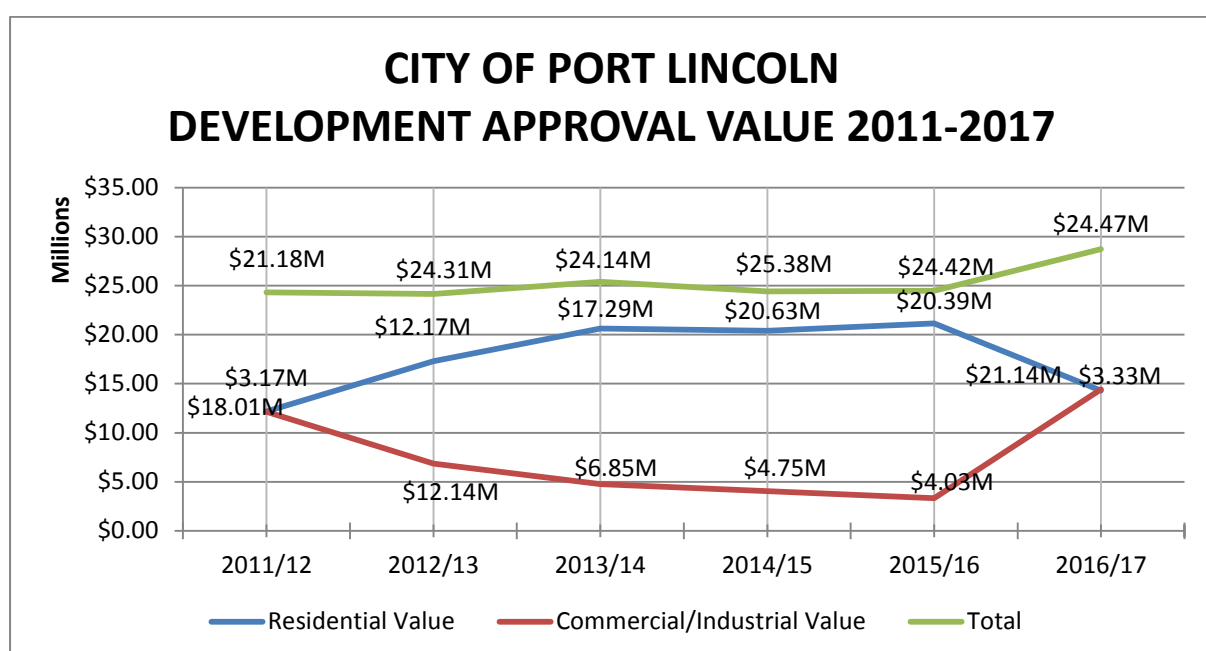 CITY OF PORT LINCOLN
DEVELOPMENT APPROVAL VALUE 2011-2017
Millions
$35.00
$30.00
$25.00
$20.00
$15.00
$10.00
$5.00
$0.00
$21.18M
$24.31M
$24.14M
$25.38M
$24.42M
$24.47M
$12.17M
$17.29M
$20.63M
$20.39M
$3.17M
$21.14M
$3.33M
$18.01M
$12.14M
$6.85M
$4.75M
$4.03M
2011/12
2012/13
2013/14
2014/15
2015/16
2016/17
Residential Value
Commercial/Industrial Value
Total